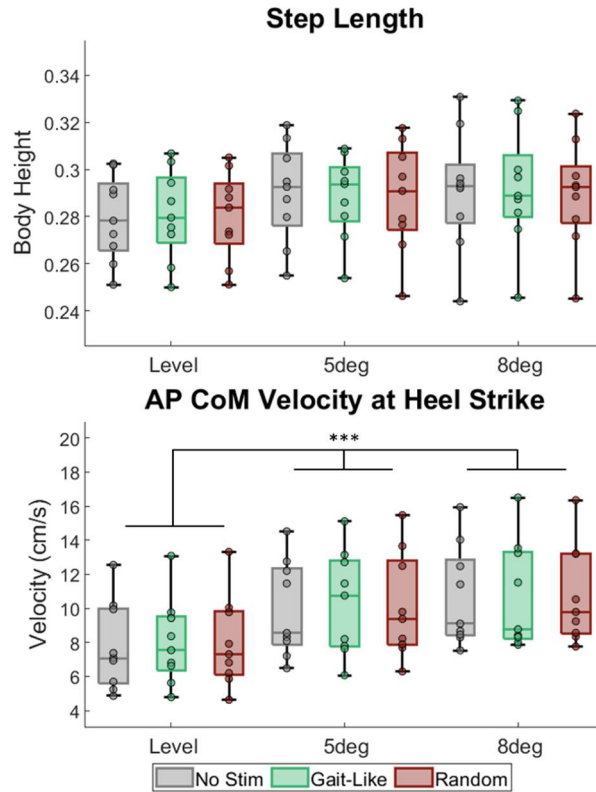 Step Length
Body Height
0.34
0.32
0.3
0.28
0.26
0.24
Level 5deg 8deg
AP CoM Velocity at Heel Strike
Velocity (cm/s)
20
18
16
14
12
10
8
6
4
***
Level 5deg 8deg
No Stim Gait-Like Random